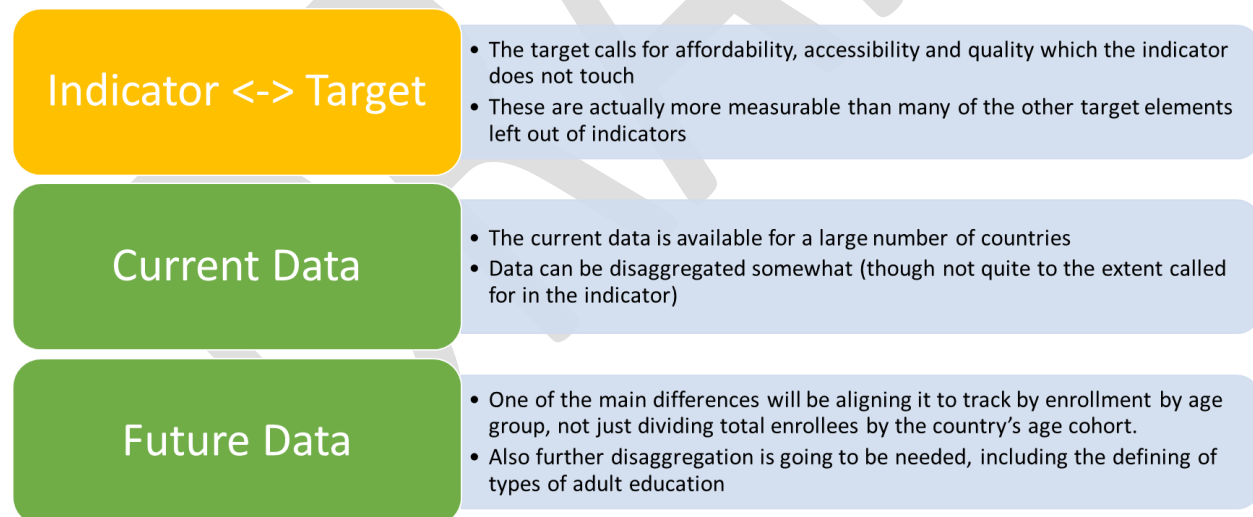 Indicator <-> Target
• The target calls for affordability, accessibility and quality which the indicator
does not touch
• These are actually more measurable than many of the other target elements
left out of indicators
Current Data
• The current data is available for a large number of countries
• Data can be disaggregated somewhat (though not quite to the extent called
for in the indicator)
Future Data
• One of the main differences will be aligning it to track by enrollment by age
group, not just dividing total enrollees by the country’s age cohort.
• Also further disaggregation is going to be needed, including the defining of
types of adult education